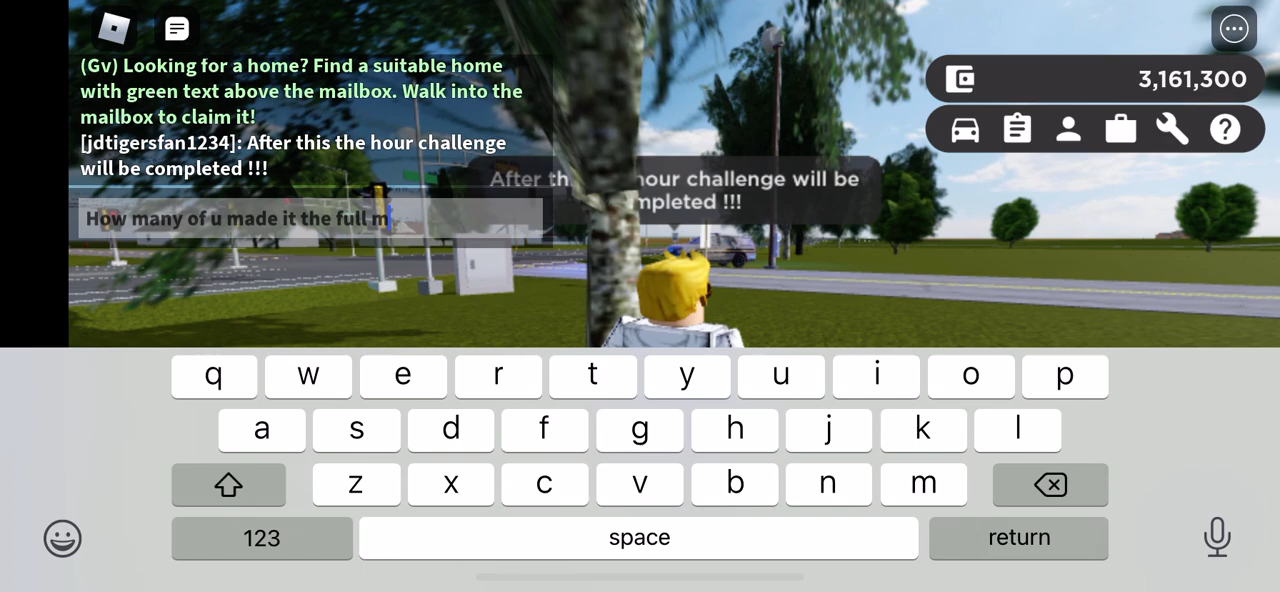 (Gv) Looking for a home? Find a suitable home
with green text above the mailbox. Walk into the
mailbox to claim it!
[jdtigersfan1234]: After this the hour challenge
will be completed !!!
How many of u made it the full m
After th hour challenge will be
mpleted !!!
3,161,300
q w e r t y u i o p
a s d f g h j k l
z x c v b n m
123 space return